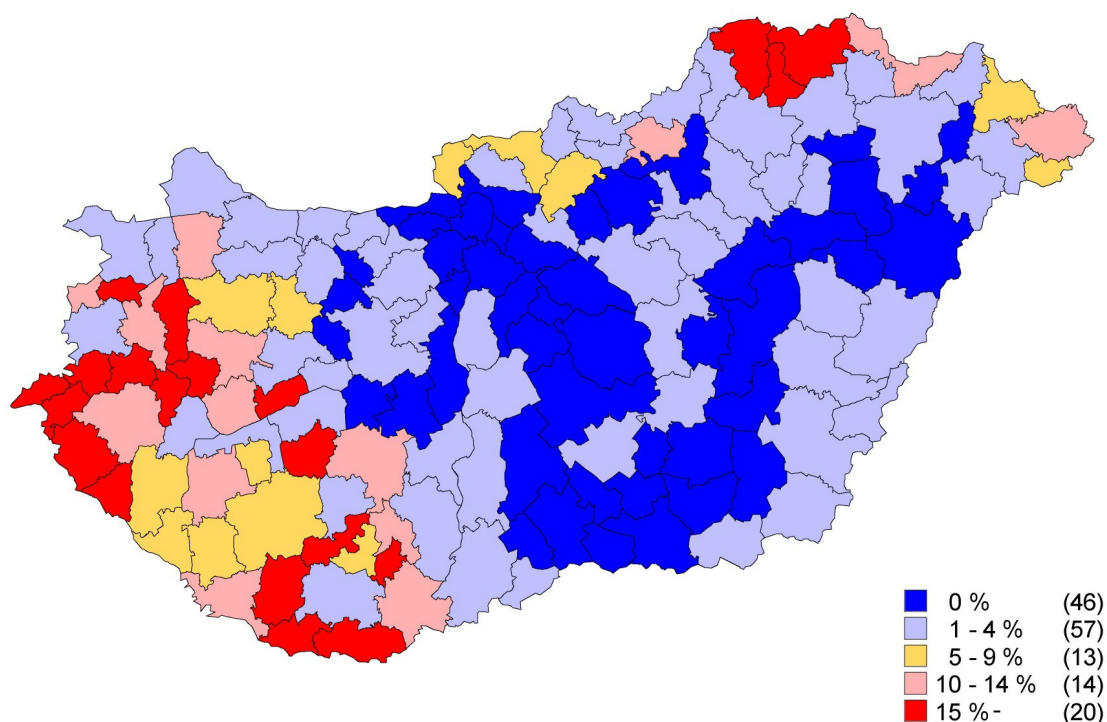 0 % (46)
1 - 4 % (57)
5 - 9 % (13)
10 - 14 % (14)
15 % - (20)